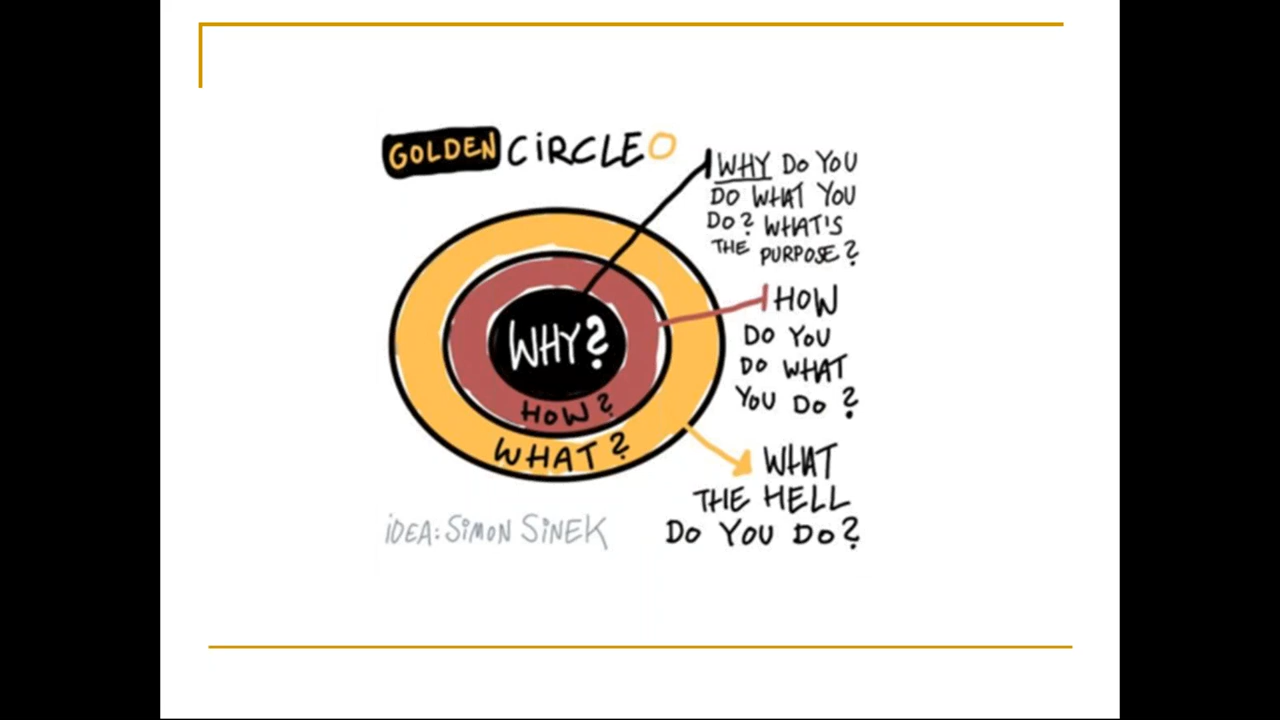 GOLDEN CiRCLE
WHY DO YOU
DO WHAT YOU
DO? WHAT'S
THE PURPOSE?
HOW
DO YOU
DO WHAT
YOU DO?
WHY?
HOW?
WHAT?
WHAT
THE HELL
DO YOU DO?
iDEA: SiMON SiNEK